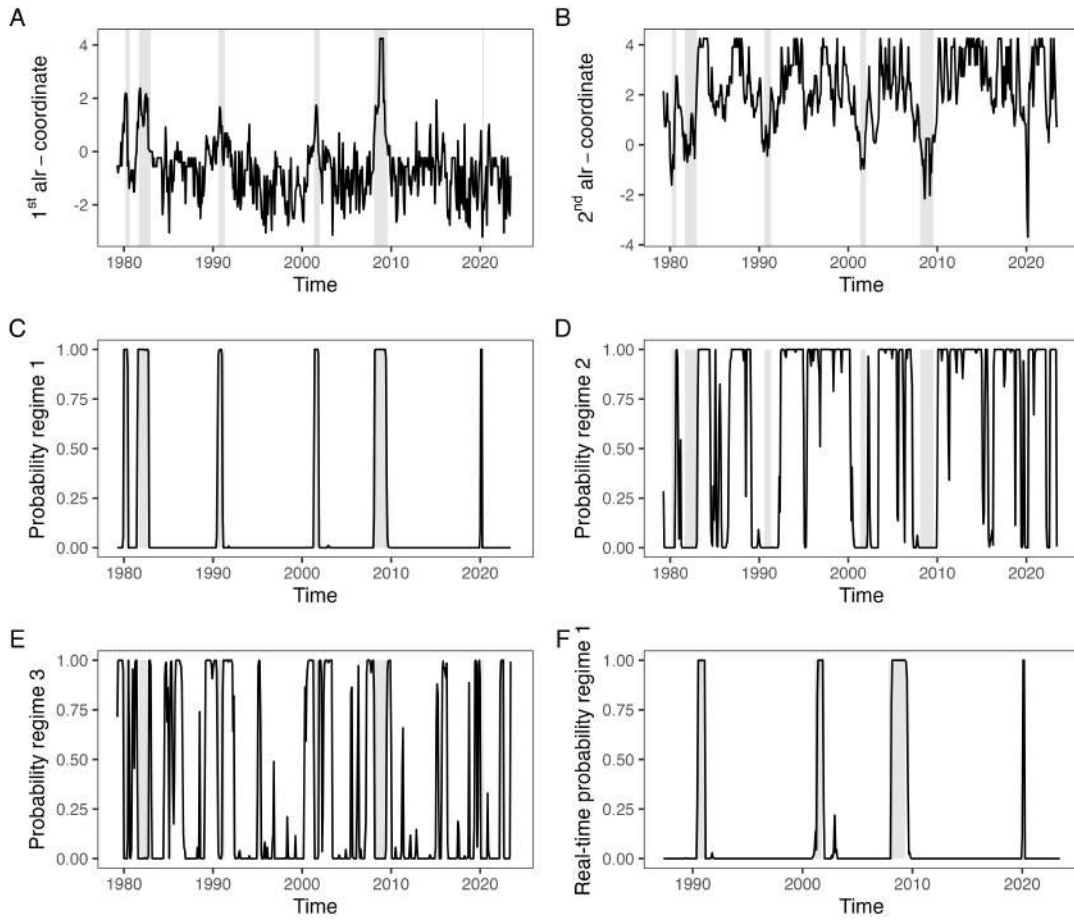 A
1st alr – coordinate
4
2
0
-2
1980 1990 2000 2010 2020
Time
B
2nd alr – coordinate
4
2
0
-2
-4
1980 1990 2000 2010 2020
Time
C
Probability regime 1
1.00
0.75
0.50
0.25
0.00
1980 1990 2000 2010 2020
Time
D
Probability regime 2
1.00
0.75
0.50
0.25
0.00
1980 1990 2000 2010 2020
Time
E
Probability regime 3
1.00
0.75
0.50
0.25
0.00
1980 1990 2000 2010 2020
Time
F
Real-time probability regime 1
1.00
0.75
0.50
0.25
0.00
1990 2000 2010 2020
Time